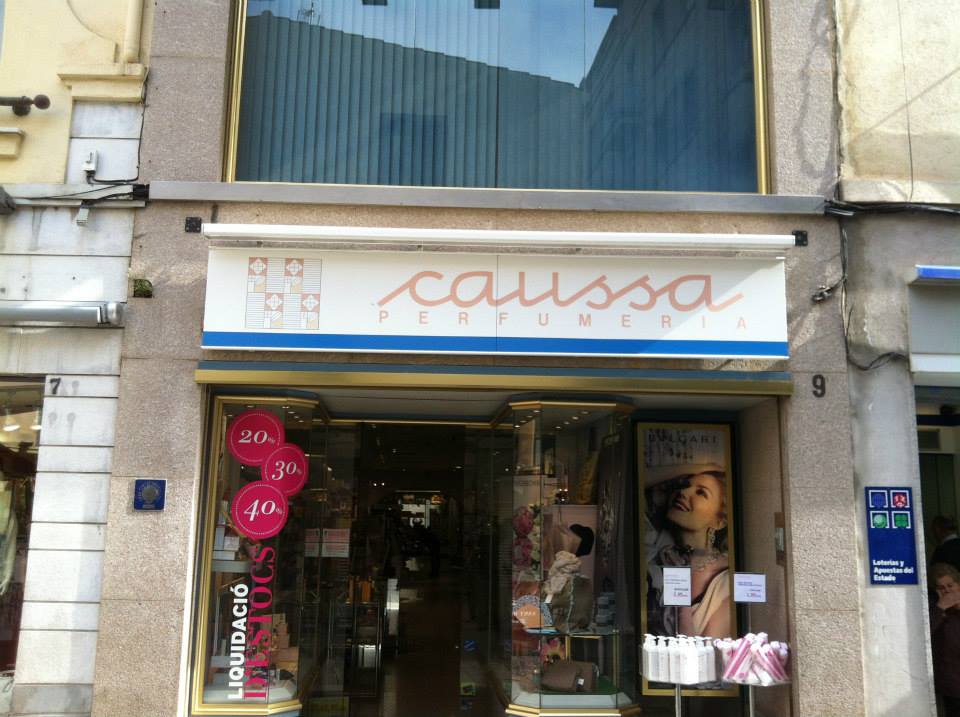 caussa
PERFUMERIA
7
9
20%
30%
40%
LIQUIDACIÓ
D'ESTOCS
BVLGARI
Loterías y
Apuestas del
Estado